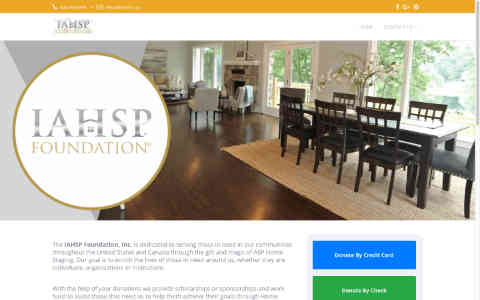 HOME
CONTACT US
IAHSP
IAHSP
FOUNDATION
The IAHSP Foundation, Inc. is dedicated to serving those in need in our communities
throughout the United States and Canada through the gift and magic of ASP Home
Staging. Our goal is to enrich the lives of those in need around us, whether they are
individuals, organizations or institutions.
With the help of your donations we provide scholarships or sponsorships and work
hard to assist those that need us to help them achieve their goals through Home
Donate By Credit Card
Donate By Check